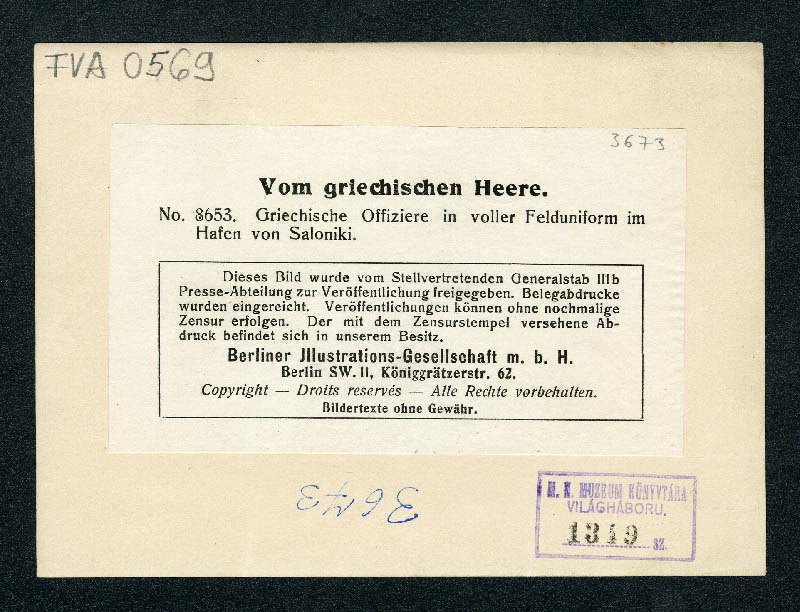 FVA 0569
3673
Vom griechischen Heere.
No. 8653. Griechische Offiziere in voller Felduniform im
Hafen von Saloniki.
Dieses Bild wurde vom Stellvertretenden Generalstab IIIb
Presse-Abteilung zur Veröffentlichung freigegeben. Belegabdrucke
wurden eingereicht. Veröffentlichungen können ohne nochmalige
Zensur erfolgen. Der mit dem Zensurstempel versehene Ab-
druck befindet sich in unserem Besitz.
Berliner Jllustrations-Gesellschaft m. b. H.
Berlin SW. 11, Königgrätzerstr. 62.
Copyright — Droits reservés — Alle Rechte vorbehalten.
Bildertexte ohne Gewähr.
3673
M. N. MUZEUM KÖNYVTÁRA
VILÁGHÁBORU.
1349 SZ.